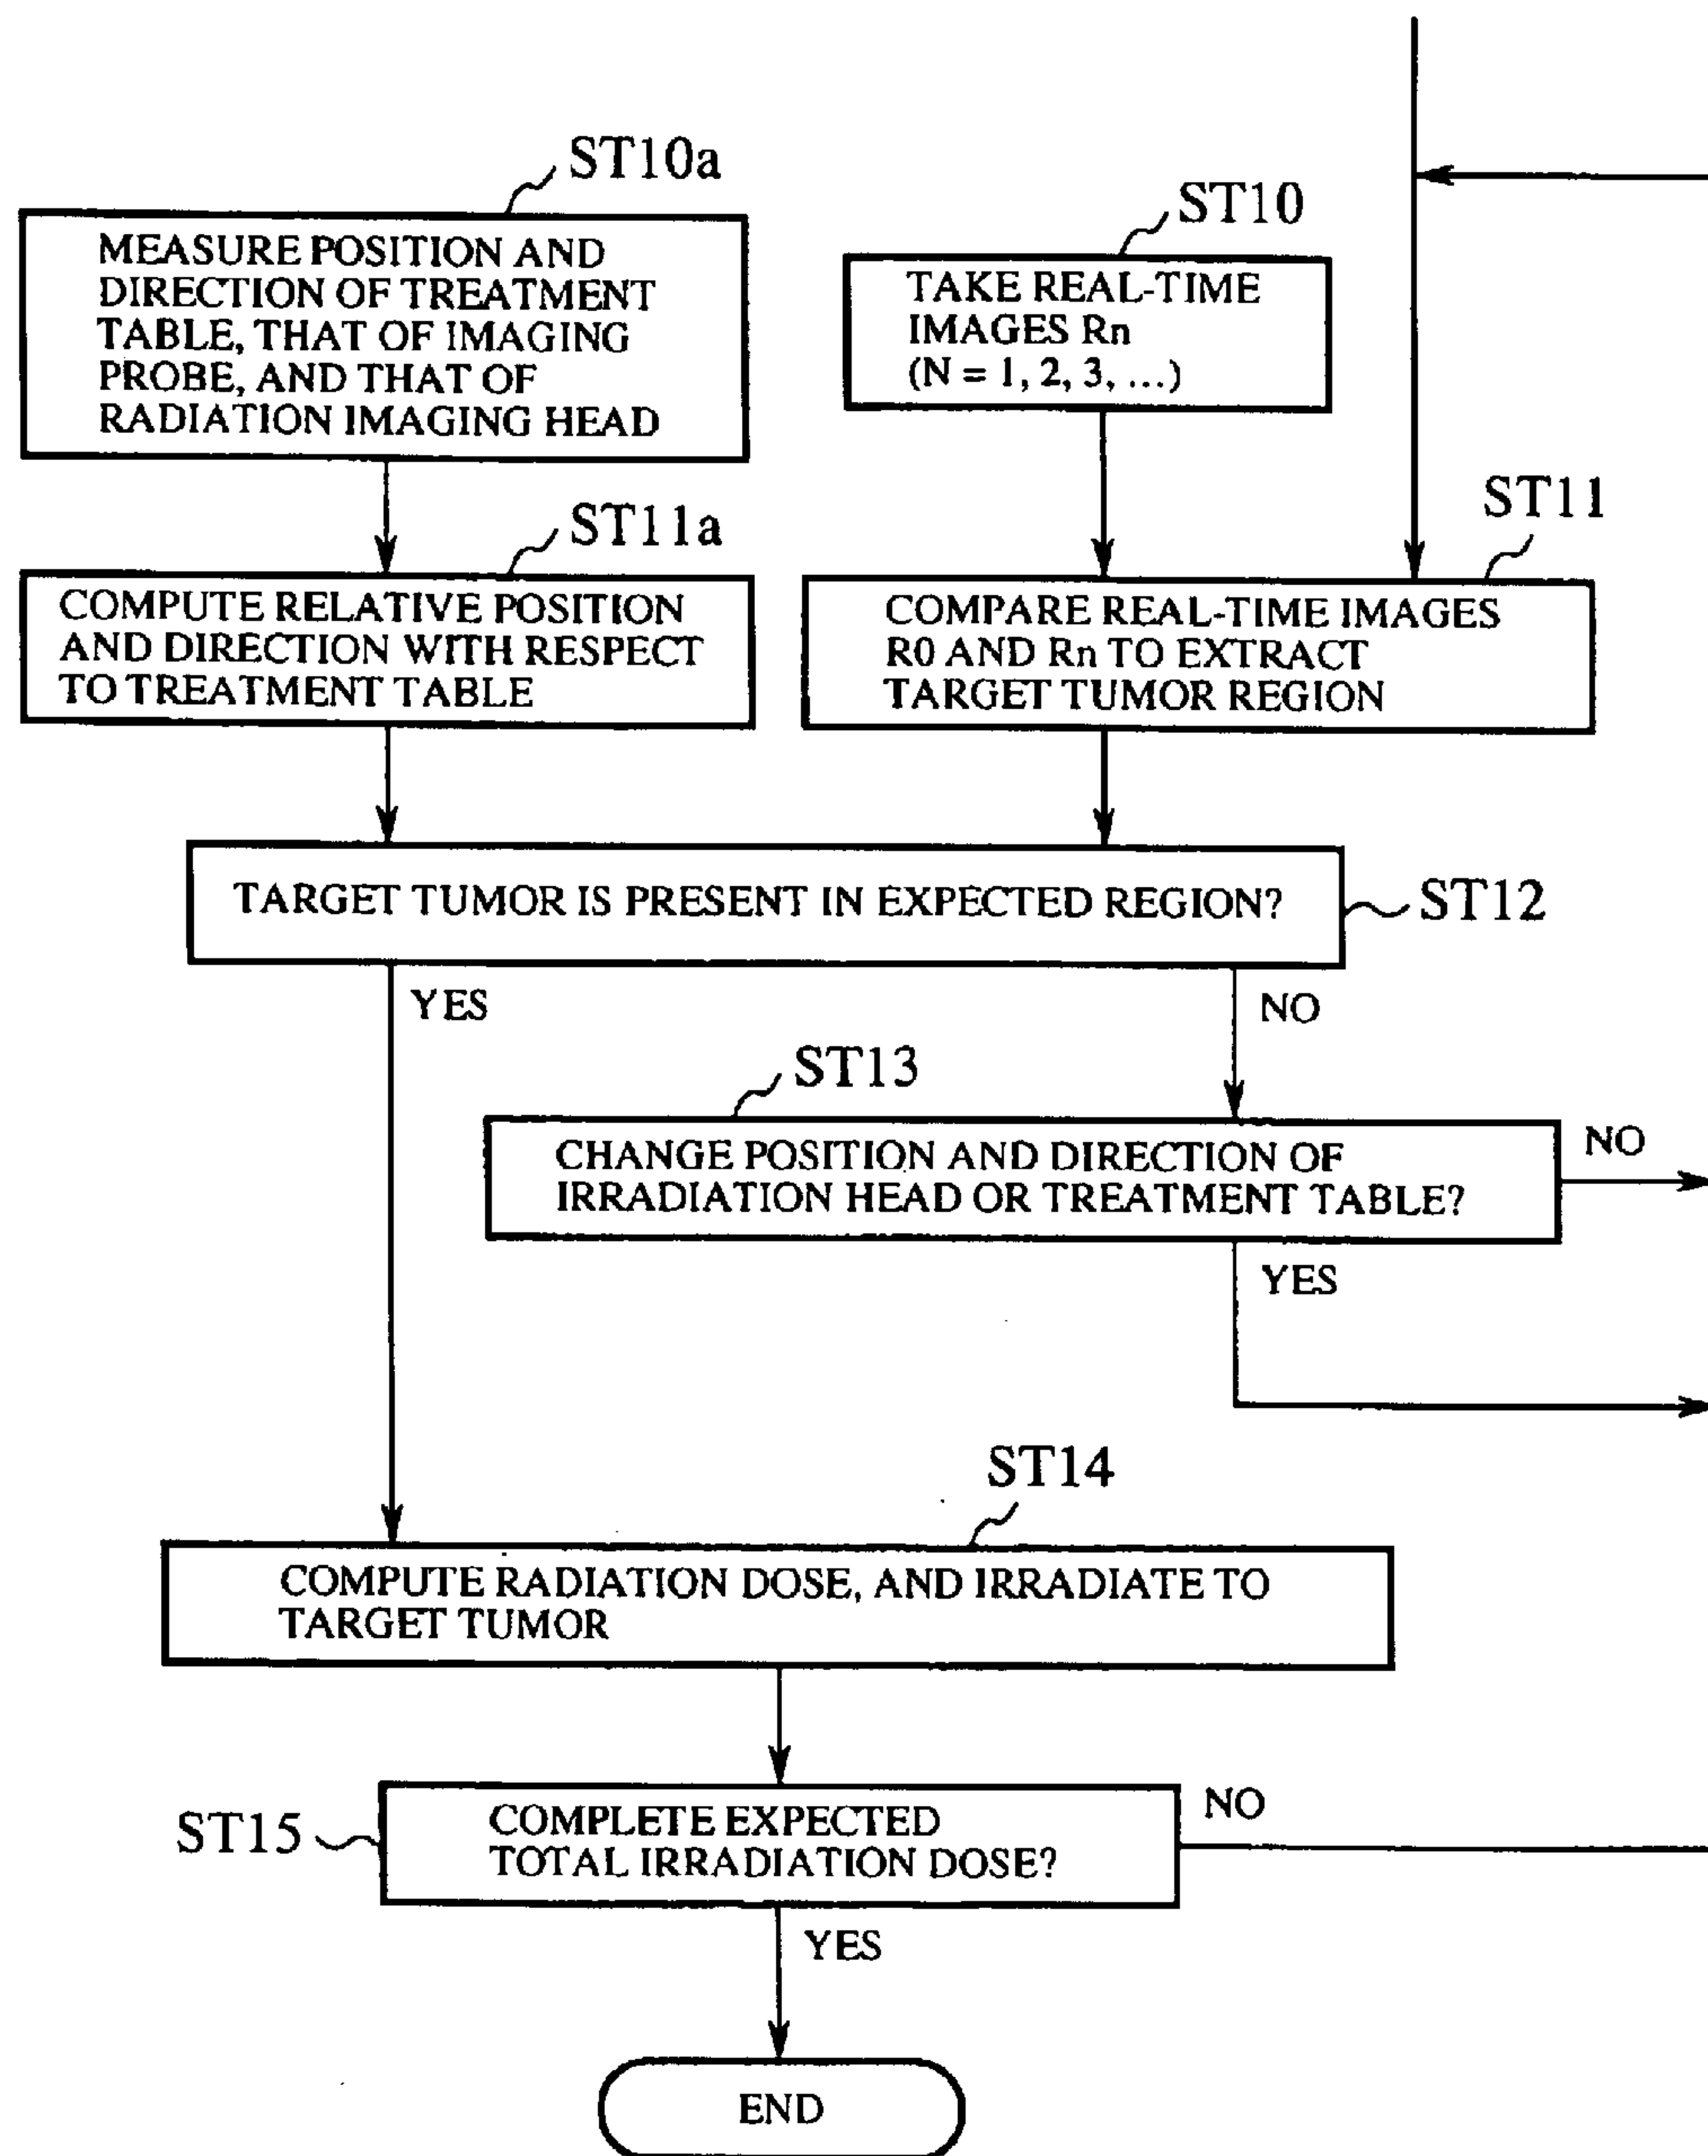 ST10a
MEASURE POSITION AND
DIRECTION OF TREATMENT
TABLE, THAT OF IMAGING
PROBE, AND THAT OF
RADIATION IMAGING HEAD
ST10
TAKE REAL-TIME
IMAGES Rn
(N = 1, 2, 3, ...)
ST11a
COMPUTE RELATIVE POSITION
AND DIRECTION WITH RESPECT
TO TREATMENT TABLE
ST11
COMPARE REAL-TIME IMAGES
R0 AND Rn TO EXTRACT
TARGET TUMOR REGION
TARGET TUMOR IS PRESENT IN EXPECTED REGION?
ST12
YES
NO
ST13
CHANGE POSITION AND DIRECTION OF
IRRADIATION HEAD OR TREATMENT TABLE?
NO
YES
ST14
COMPUTE RADIATION DOSE, AND IRRADIATE TO
TARGET TUMOR
ST15
COMPLETE EXPECTED
TOTAL IRRADIATION DOSE?
NO
YES
END